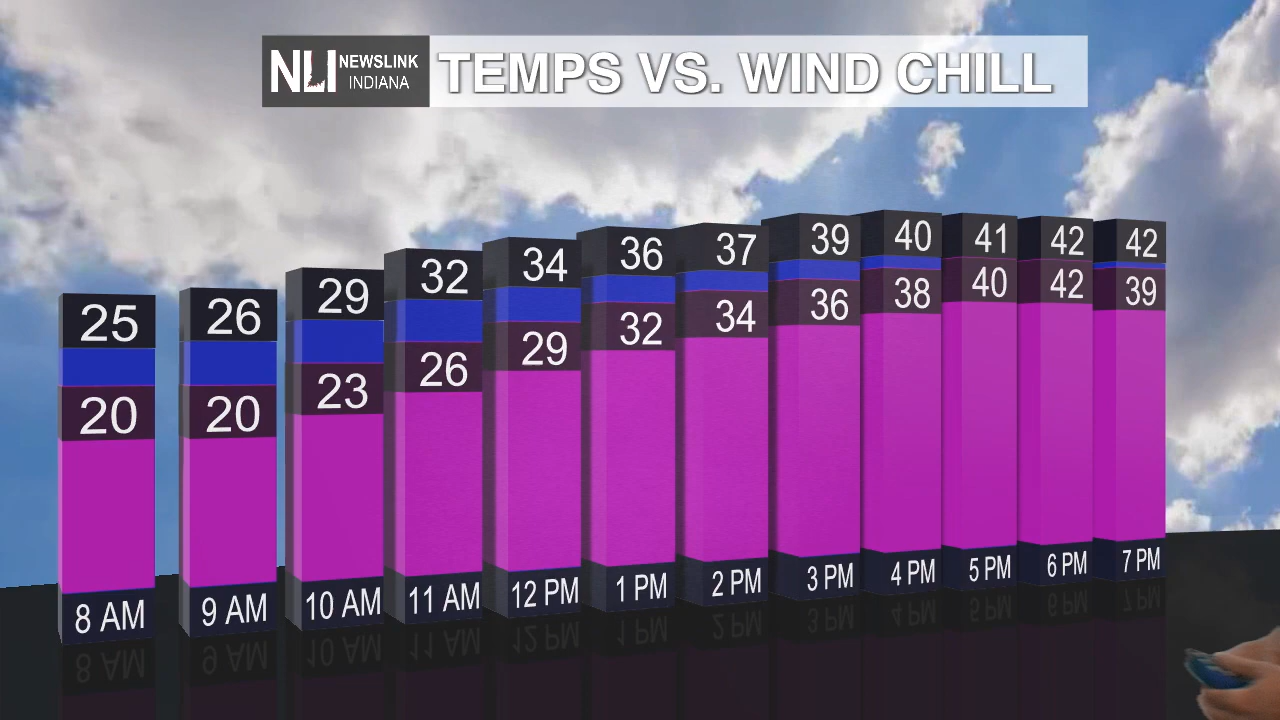 NLI NEWSLINK INDIANA TEMPS VS. WIND CHILL
25 26 29 32 34 36 37 39 40 41 42 42
20 20 23 26 29 32 34 36 38 40 42 39
8 AM 9 AM 10 AM 11 AM 12 PM 1 PM 2 PM 3 PM 4 PM 5 PM 6 PM 7 PM